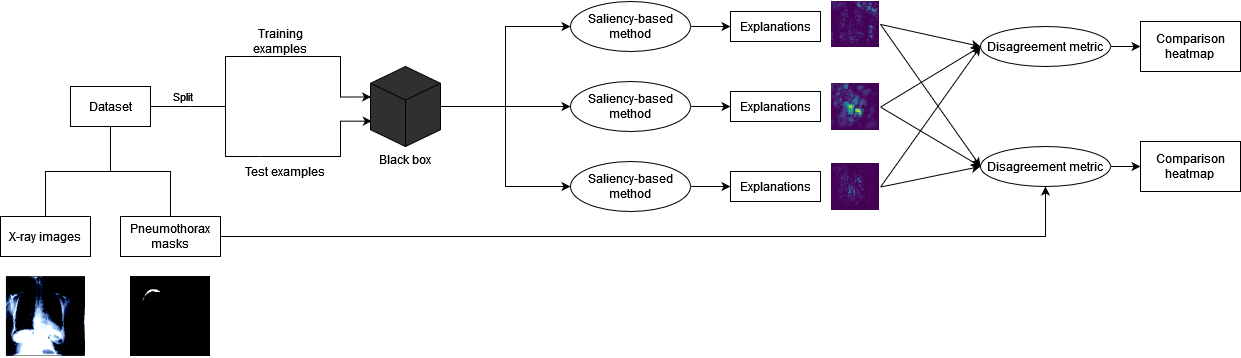 Training
examples
Dataset
Split
Test examples
Black box
X-ray images
Pneumothorax
masks
Saliency-based
method
Explanations
Saliency-based
method
Explanations
Saliency-based
method
Explanations
Disagreement metric
Comparison
heatmap
Disagreement metric
Comparison
heatmap